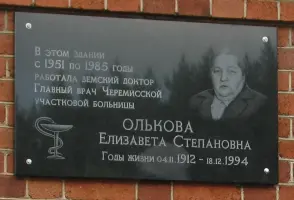 В этом здании
с 1951 по 1985 годы
работала земский доктор
Главный врач Черемисской
участковой больницы
ОЛЬКОВА
Елизавета Степановна
Годы жизни 04.11.1912 - 18.12.1994